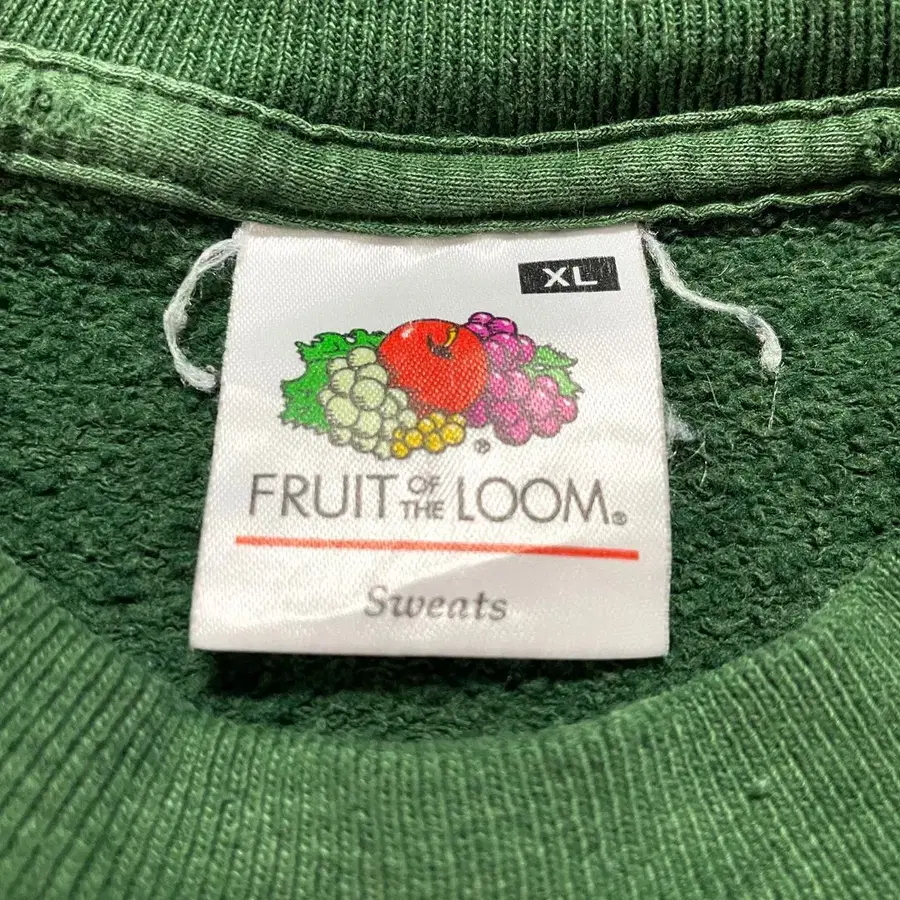 XL
®
FRUIT OF THE LOOM®
Sweats